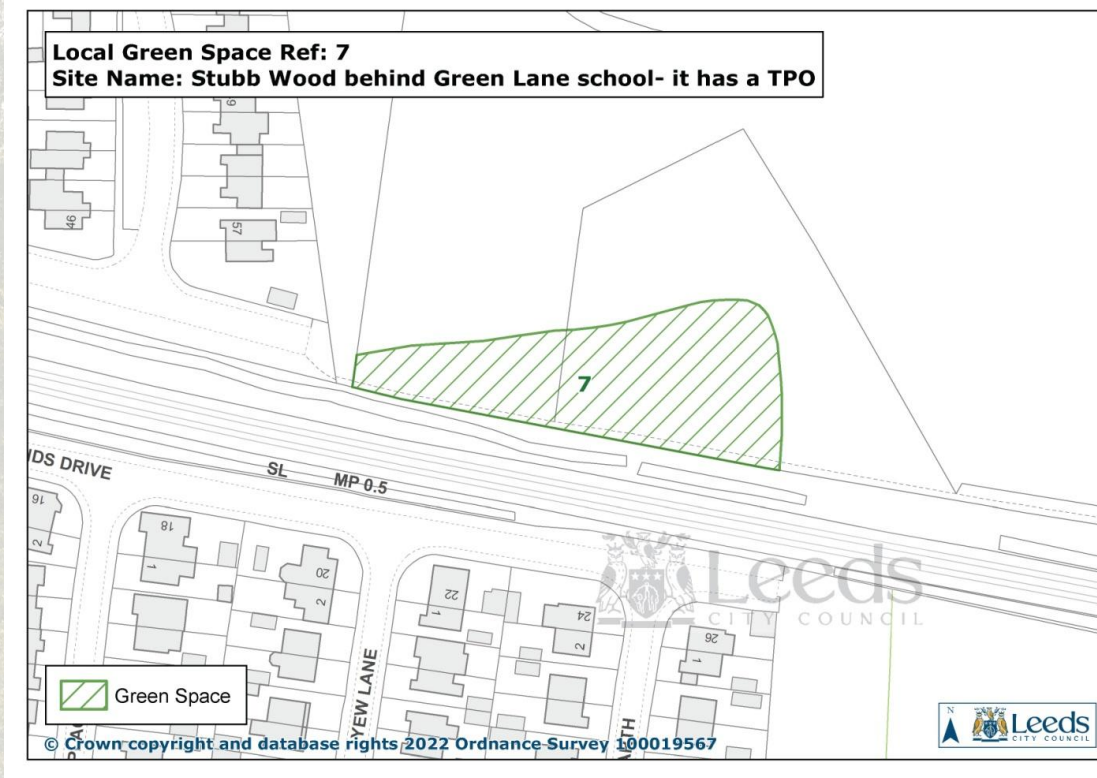 Local Green Space Ref: 7
Site Name: Stubb Wood behind Green Lane school- it has a TPO
46
57
7
SL
MP 0.5
16
2
18
1
20
2
YEW LANE
22
1
24
2
26
1
Leeds
CITY COUNCIL
Green Space
N
Leeds
CITY COUNCIL
© Crown copyright and database rights 2022 Ordnance Survey 100019567